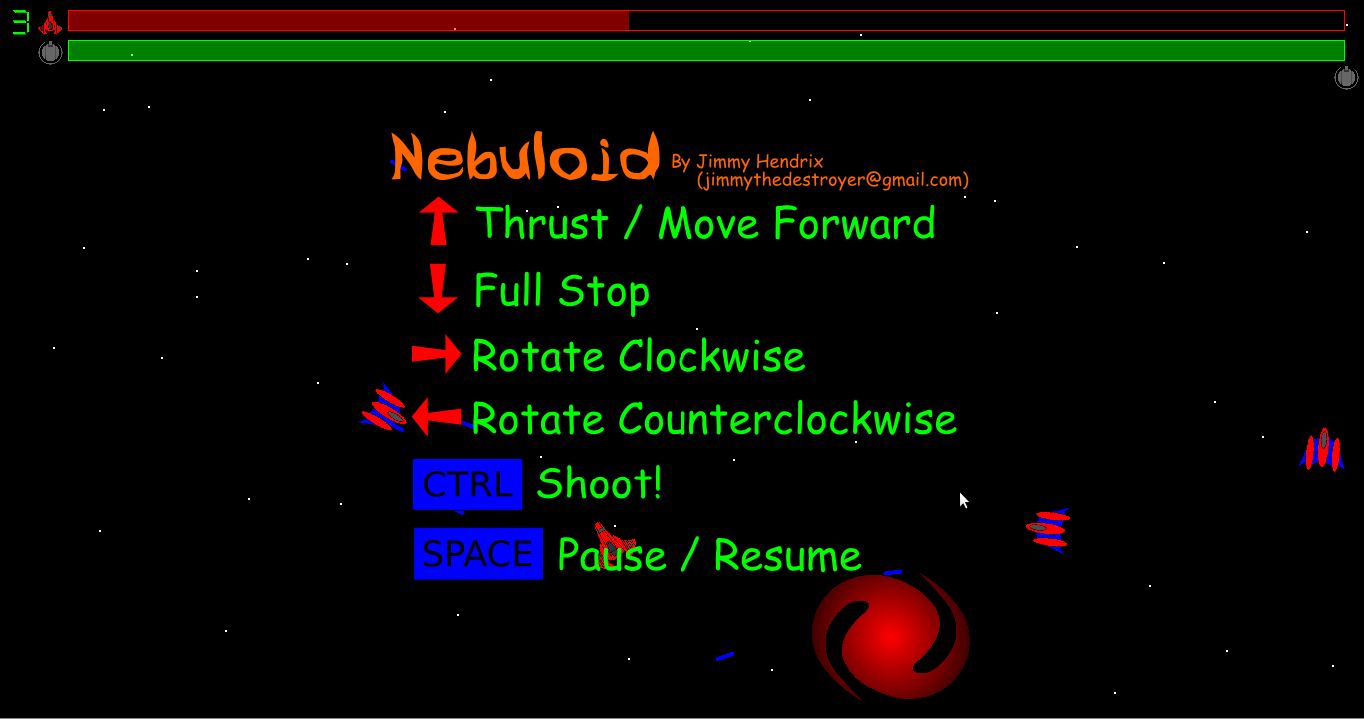 3
Nebuloid By Jimmy Hendrix
(jimmythedestroyer@gmail.com)
Thrust / Move Forward
Full Stop
Rotate Clockwise
Rotate Counterclockwise
CTRL Shoot!
SPACE Pause / Resume